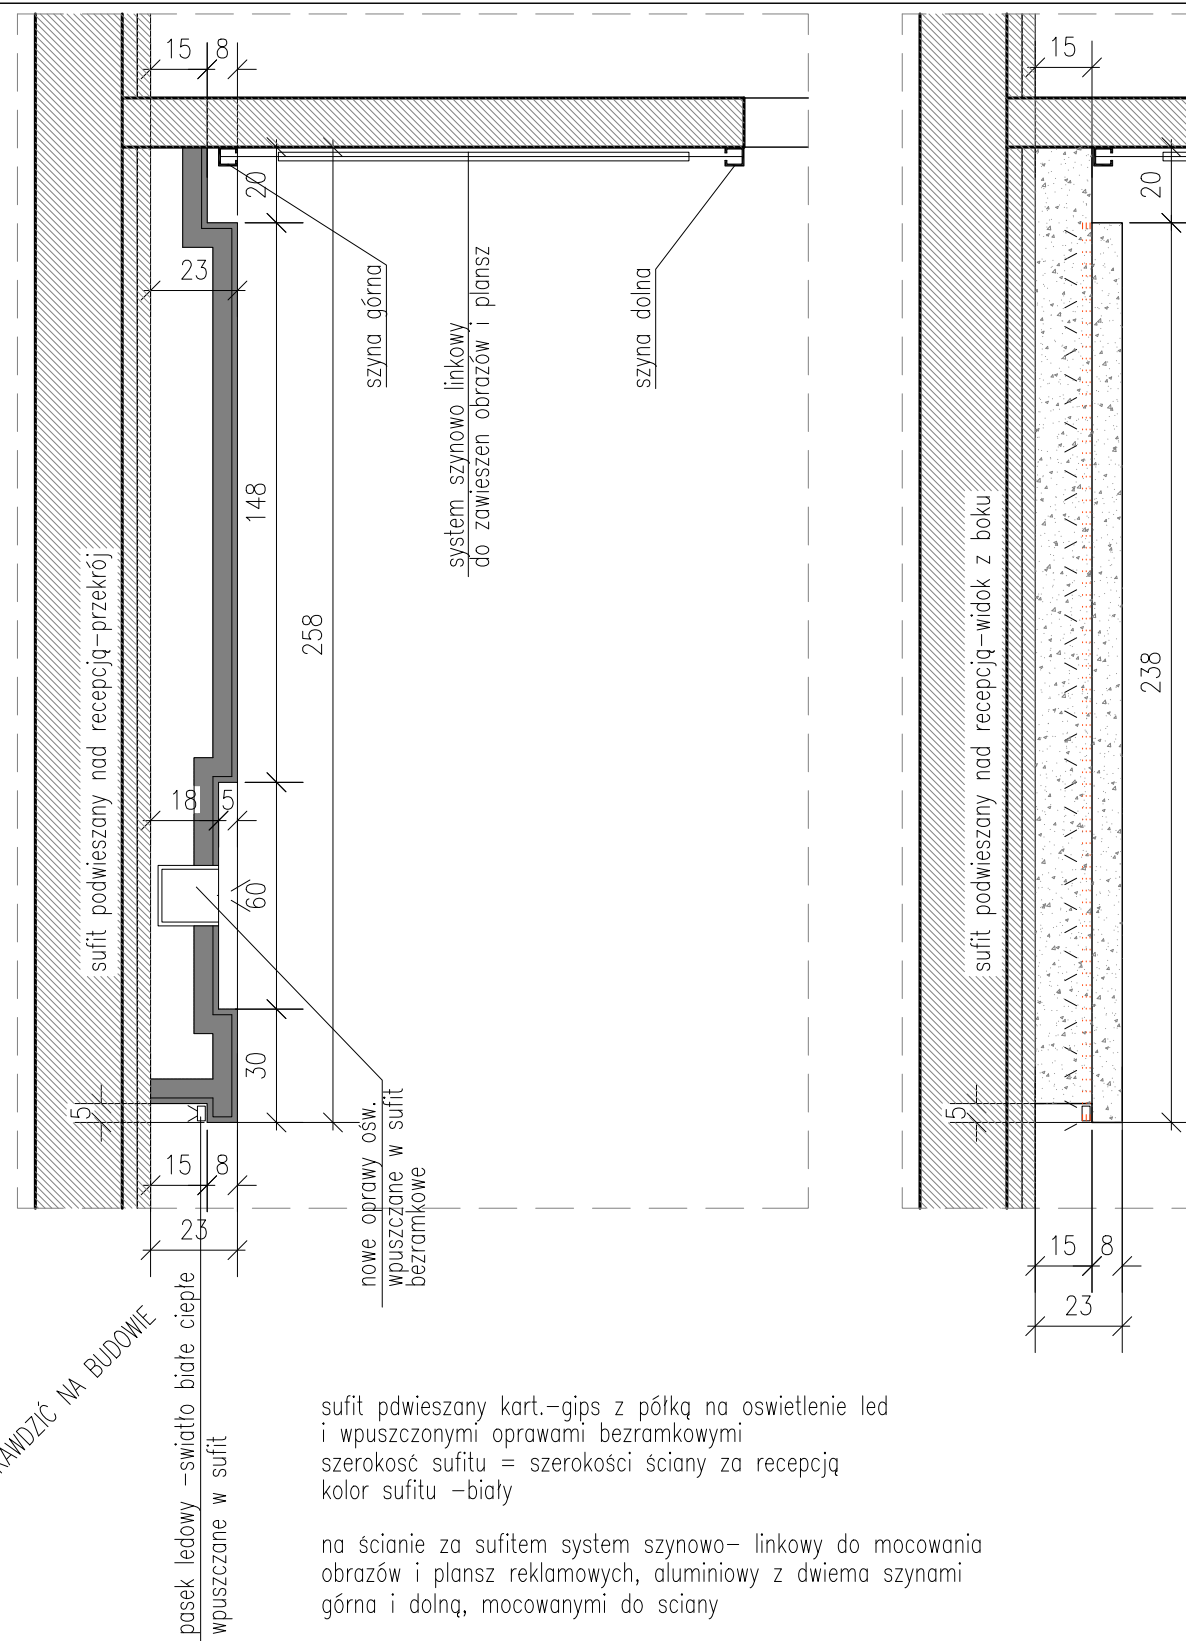 15
8
20
23
szyna górna
system szynowo linkowy
do zawieszen obrazów i plansz
szyna dolna
148
258
sufit podwieszany nad recepcją-przekrój
18
5
60
30
5
15
8
23
nowe oprawy ośw.
wpuszczane w sufit
bezramkowe
pasek ledowy -swiatło białe ciepłe
wpuszczane w sufit
NA BUDOWIE
15
20
sufit podwieszany nad recepcją-widok z boku
238
5
15
8
23
sufit pdwieszany kart.-gips z półką na oswietlenie led
i wpuszczonymi oprawami bezramkowymi
szerokosć sufitu = szerokości ściany za recepcją
kolor sufitu -biały
na ścianie za sufitem system szynowo- linkowy do mocowania
obrazów i plansz reklamowych, aluminiowy z dwiema szynami
górna i dolną, mocowanymi do sciany